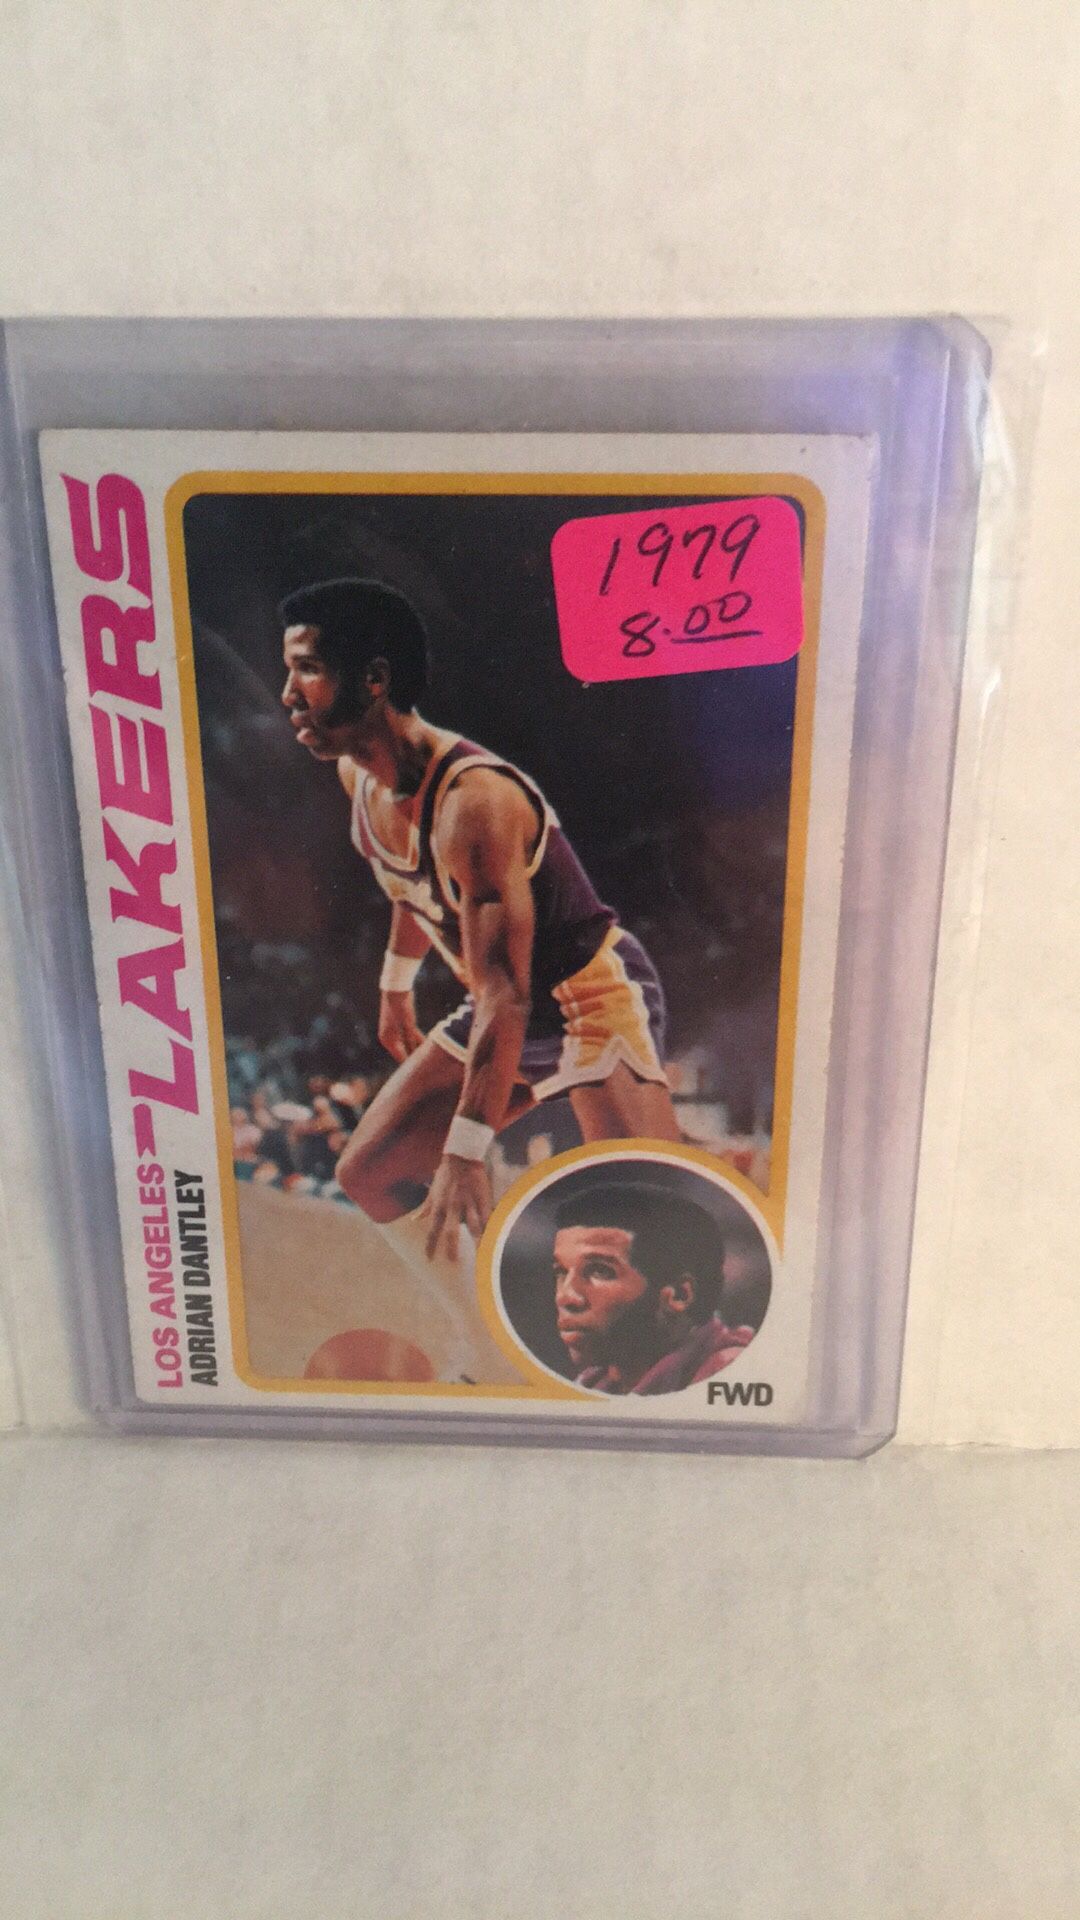 1979
8.00
LOS ANGELES LAKERS
ADRIAN DANTLEY
FWD